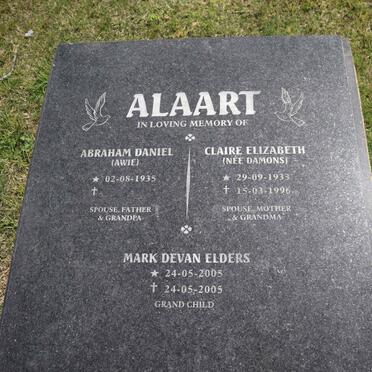 ALAART
IN LOVING MEMORY OF
ABRAHAM DANIEL
(AWIE)
★ 02-08-1935
✝
SPOUSE, FATHER
& GRANDPA
CLAIRE ELIZABETH
(NÉE DAMONS)
★ 29-09-1933
✝ 15-03-1996
SPOUSE, MOTHER
& GRANDMA
MARK DEVAN ELDERS
★ 24-05-2005
✝ 24-05-2005
GRAND CHILD